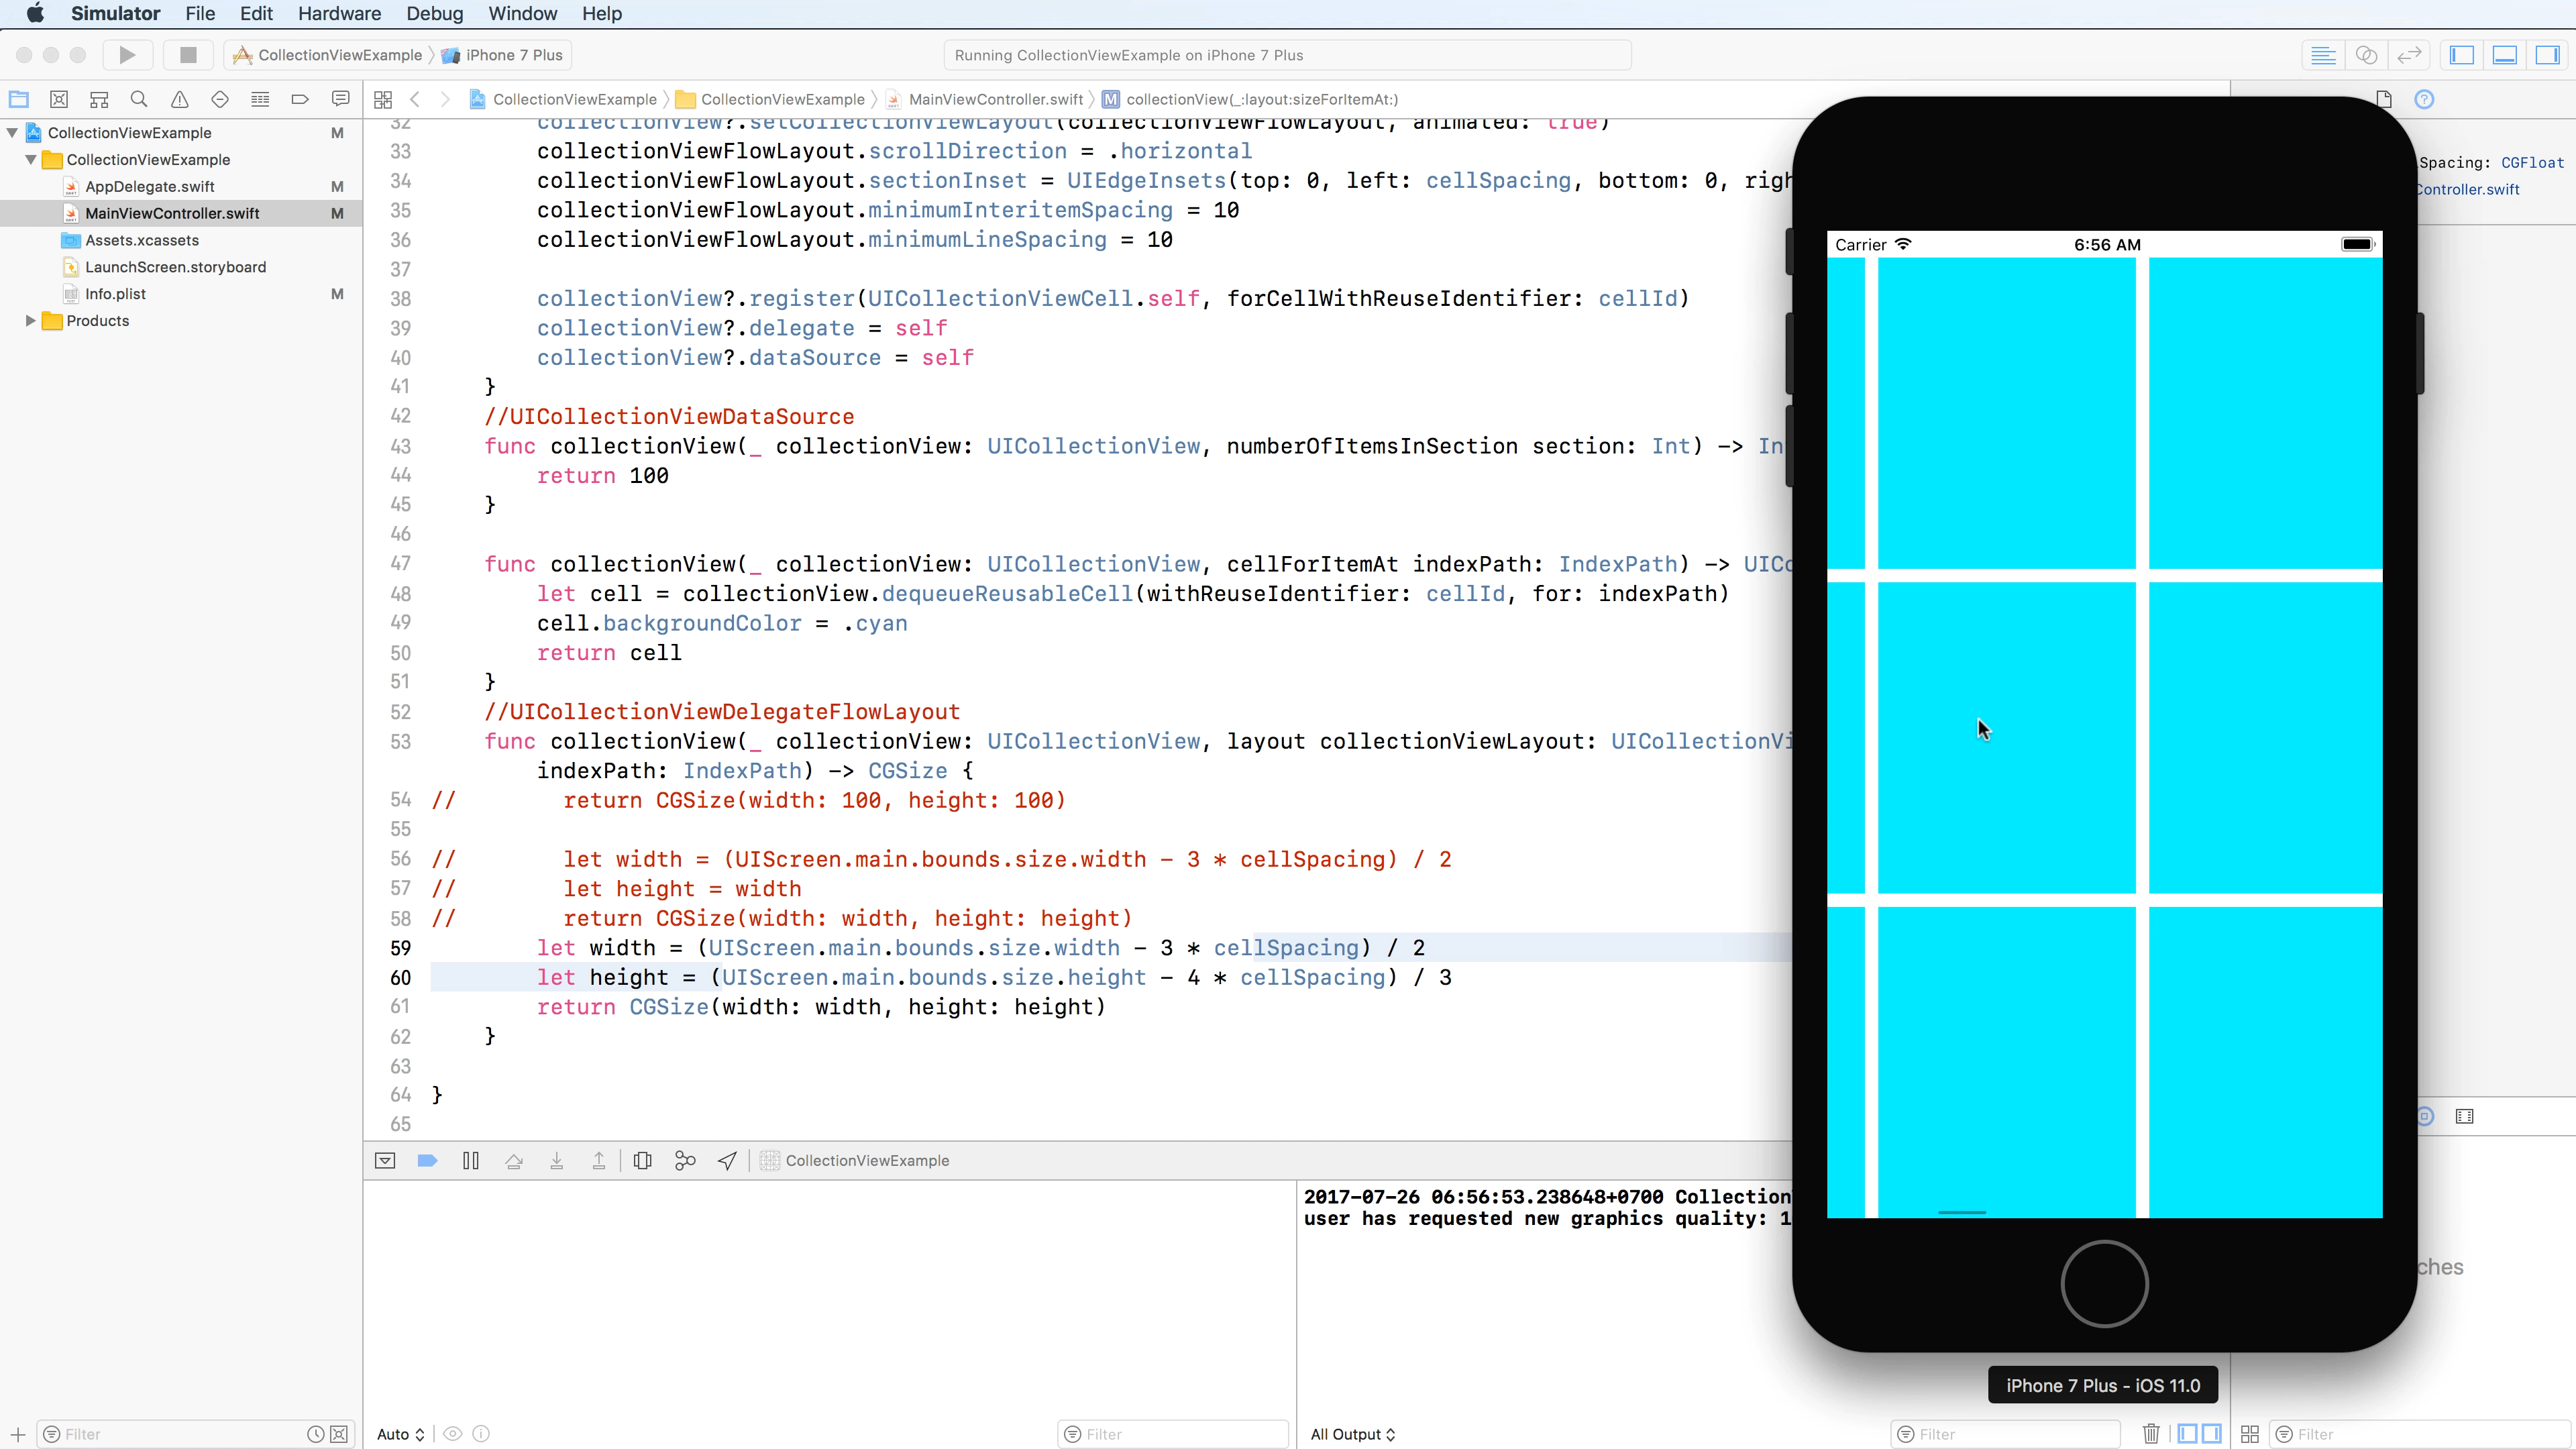 Simulator File Edit Hardware Debug Window Help
CollectionViewExample iPhone 7 Plus
Running CollectionViewExample on iPhone 7 Plus
CollectionViewExample CollectionViewExample MainViewController.swift M collectionView(_:layout:sizeForItemAt:)
CollectionViewExample M
CollectionViewExample
AppDelegate.swift M
MainViewController.swift M
Assets.xcassets
LaunchScreen.storyboard
Info.plist M
Products
32 collectionView?.setCollectionViewLayout(collectionViewFlowLayout, animated: true)
33 collectionViewFlowLayout.scrollDirection = .horizontal
34 collectionViewFlowLayout.sectionInset = UIEdgeInsets(top: 0, left: cellSpacing, bottom: 0, righ
35 collectionViewFlowLayout.minimumInteritemSpacing = 10
36 collectionViewFlowLayout.minimumLineSpacing = 10
37
38 collectionView?.register(UICollectionViewCell.self, forCellWithReuseIdentifier: cellId)
39 collectionView?.delegate = self
40 collectionView?.dataSource = self
41 }
42 //UICollectionViewDataSource
43 func collectionView(_ collectionView: UICollectionView, numberOfItemsInSection section: Int) -> In
44 return 100
45 }
46
47 func collectionView(_ collectionView: UICollectionView, cellForItemAt indexPath: IndexPath) -> UICo
48 let cell = collectionView.dequeueReusableCell(withReuseIdentifier: cellId, for: indexPath)
49 cell.backgroundColor = .cyan
50 return cell
51 }
52 //UICollectionViewDelegateFlowLayout
53 func collectionView(_ collectionView: UICollectionView, layout collectionViewLayout: UICollectionVi
indexPath: IndexPath) -> CGSize {
54 // return CGSize(width: 100, height: 100)
55
56 // let width = (UIScreen.main.bounds.size.width - 3 * cellSpacing) / 2
57 // let height = width
58 // return CGSize(width: width, height: height)
59 let width = (UIScreen.main.bounds.size.width - 3 * cellSpacing) / 2
60 let height = (UIScreen.main.bounds.size.height - 4 * cellSpacing) / 3
61 return CGSize(width: width, height: height)
62 }
63
64 }
65
Spacing: CGFloat
Controller.swift
Carrier 6:56 AM
CollectionViewExample
2017-07-26 06:56:53.238648+0700 Collection
user has requested new graphics quality: 1
ches
iPhone 7 Plus - iOS 11.0
Filter Auto Filter All Output Filter Filter